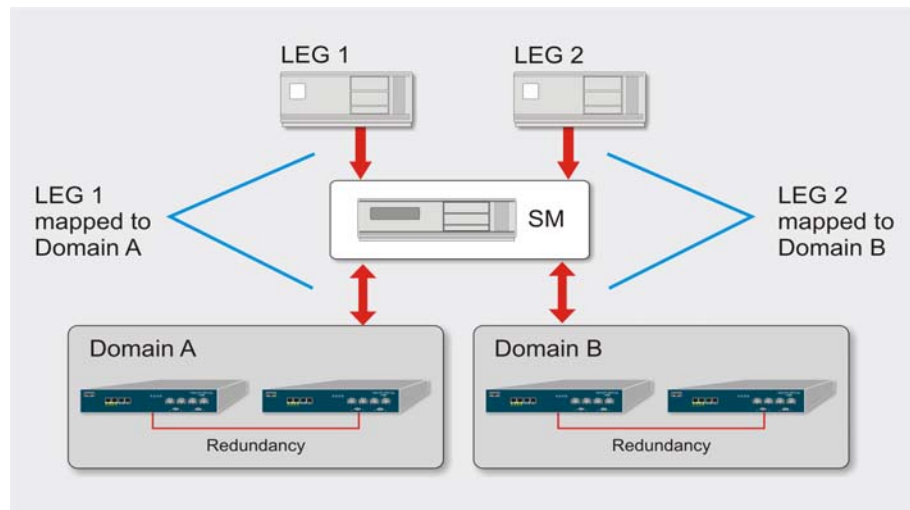 LEG 1
LEG 2
LEG 1
mapped to
Domain A
SM
LEG 2
mapped to
Domain B
Domain A
Redundancy
Domain B
Redundancy